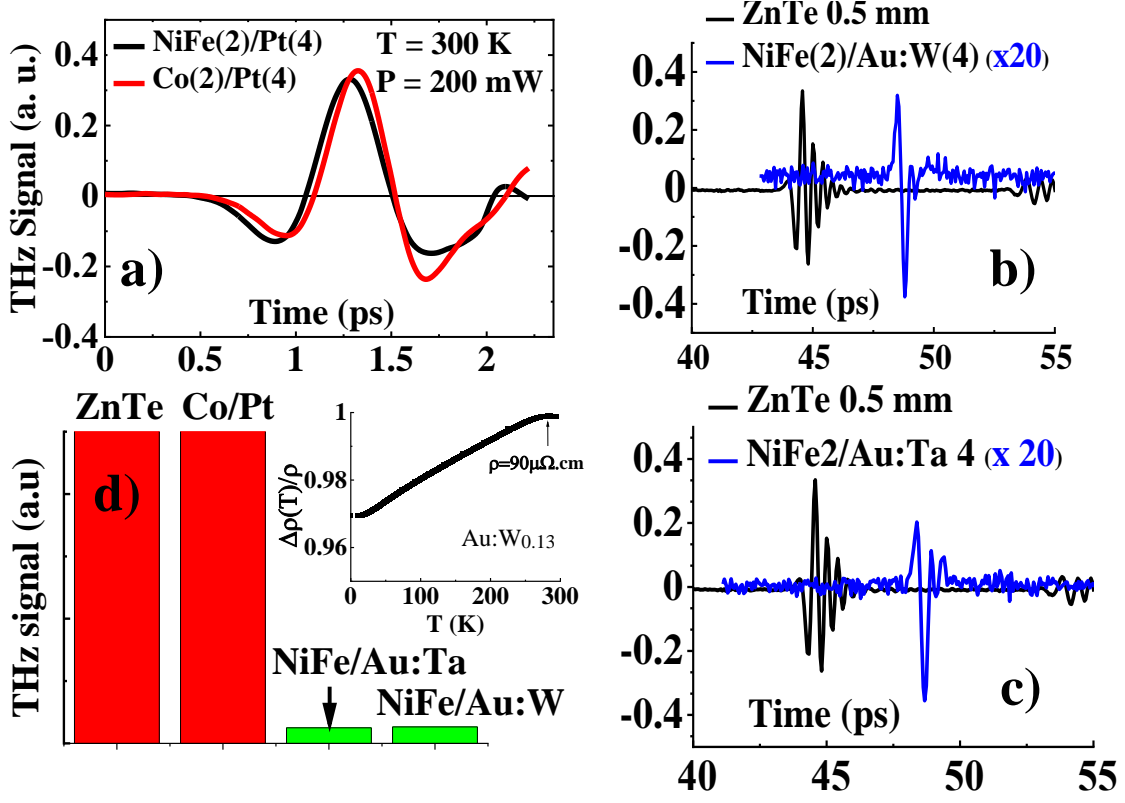 THz Signal (a. u.)
0.4
0.2
0
-0.2
-0.4
NiFe(2)/Pt(4)
Co(2)/Pt(4)
T = 300 K
P = 200 mW
a)
Time (ps)
0 0.5 1 1.5 2
ZnTe 0.5 mm
NiFe(2)/Au:W(4) (x20)
0.4
0.2
0
-0.2
-0.4
b)
Time (ps)
40 45 50 55
THz signal (a.u)
ZnTe Co/Pt
d)
NiFe/Au:Ta
NiFe/Au:W
Δρ(T)/ρ
1
0.98
0.96
ρ=90μΩ.cm
Au:W0.13
0 100 200 300
T (K)
ZnTe 0.5 mm
NiFe2/Au:Ta 4 (x 20)
0.4
0.2
0
-0.2
-0.4
c)
Time (ps)
40 45 50 55